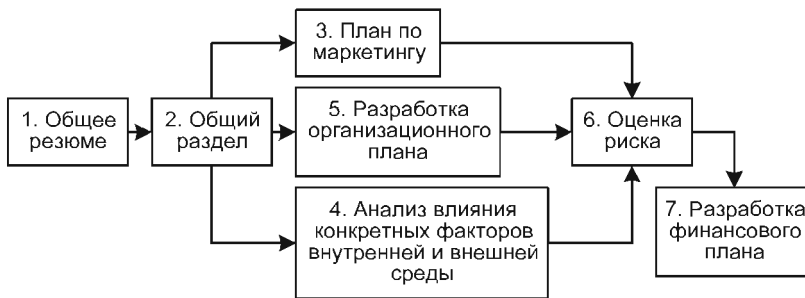 1. Общее
резюме
2. Общий
раздел
3. План по
маркетингу
5. Разработка
организационного
плана
4. Анализ влияния
конкретных факторов
внутренней и внешней
среды
6. Оценка
риска
7. Разработка
финансового
плана